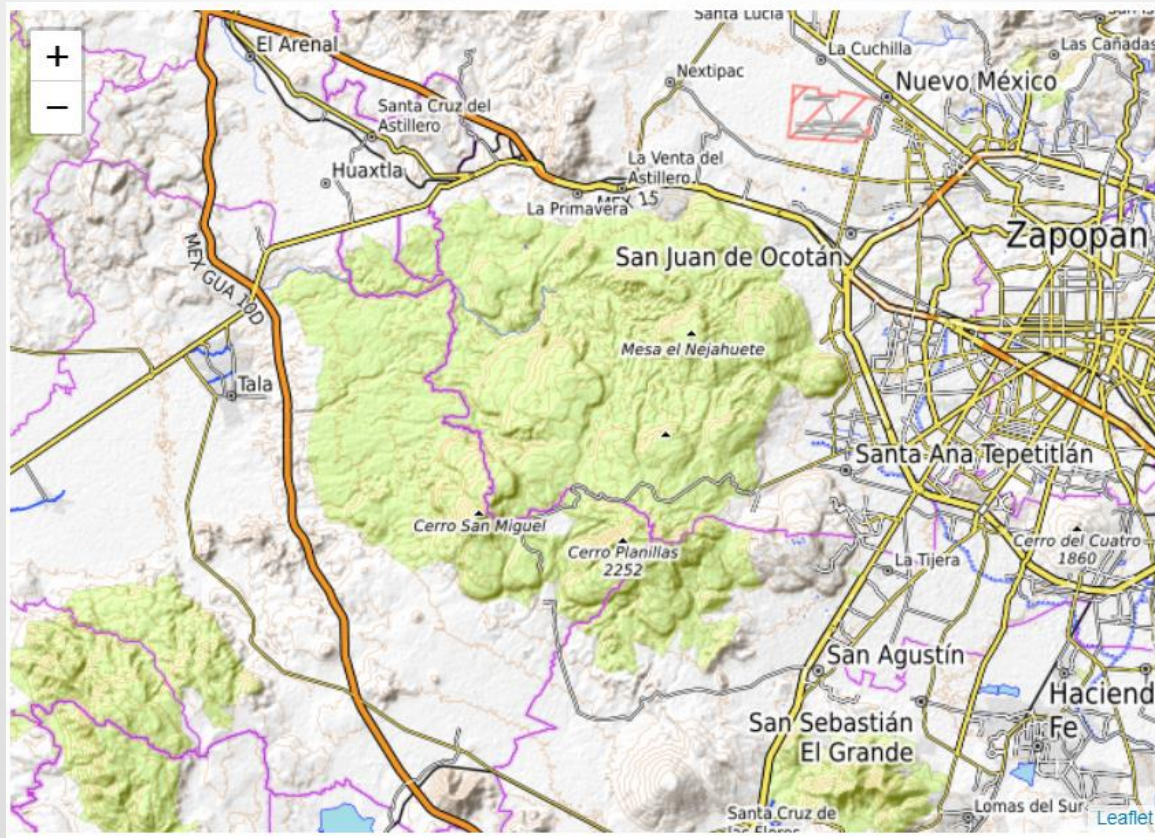 Santa Lucía
+
−
El Arenal
La Cuchilla
Las Cañadas
Nextipac
Nuevo México
Santa Cruz del
Astillero
Huaxtla
La Venta del
Astillero
La Primavera
MEX 15
San Juan de Ocotán
Zapopan
MEX GUA 10D
Mesa el Nejahuete
Tala
Santa Ana Tepetitlán
Cerro San Miguel
Cerro Planillas
2252
Cerro del Cuatro
1860
La Tijera
San Agustín
Haciend
Fe
San Sebastián
El Grande
Santa Cruz de
las Flores
Lomas del Sur
Leaflet